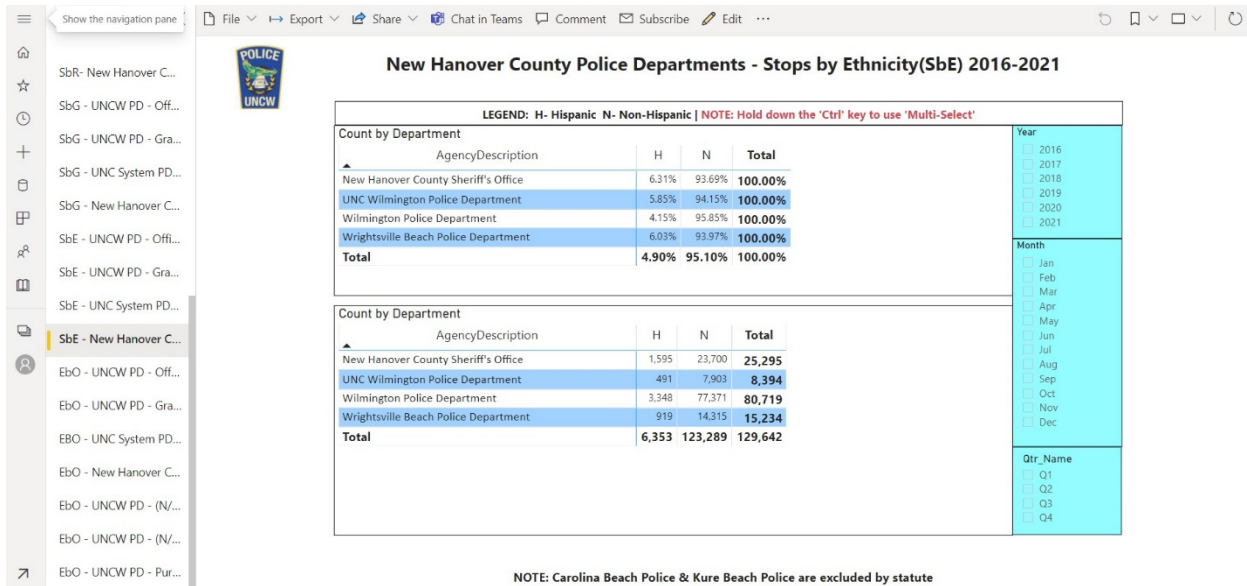 Show the navigation pane
File Export Share Chat in Teams Comment Subscribe Edit ...
SbR- New Hanover C...
SbG - UNCW PD - Off...
SbG - UNCW PD - Gra...
SbG - UNC System PD...
SbG - New Hanover C...
SbE - UNCW PD - Offi...
SbE - UNCW PD - Gra...
SbE - UNC System PD...
SbE - New Hanover C...
EbO - UNCW PD - Off...
EbO - UNCW PD - Gra...
EBO - UNC System PD...
EbO - New Hanover C...
EbO - UNCW PD - (N/...
EbO - UNCW PD - (N/...
EbO - UNCW PD - Pur...
POLICE
UNCW
New Hanover County Police Departments - Stops by Ethnicity(SbE) 2016-2021
LEGEND: H- Hispanic N- Non-Hispanic | NOTE: Hold down the 'Ctrl' key to use 'Multi-Select'
Count by Department
AgencyDescription H N Total
New Hanover County Sheriff's Office 6.31% 93.69% 100.00%
UNC Wilmington Police Department 5.85% 94.15% 100.00%
Wilmington Police Department 4.15% 95.85% 100.00%
Wrightsville Beach Police Department 6.03% 93.97% 100.00%
Total 4.90% 95.10% 100.00%
Count by Department
AgencyDescription H N Total
New Hanover County Sheriff's Office 1,595 23,700 25,295
UNC Wilmington Police Department 491 7,903 8,394
Wilmington Police Department 3,348 77,371 80,719
Wrightsville Beach Police Department 919 14,315 15,234
Total 6,353 123,289 129,642
Year
2016
2017
2018
2019
2020
2021
Month
Jan
Feb
Mar
Apr
May
Jun
Jul
Aug
Sep
Oct
Nov
Dec
Qtr_Name
Q1
Q2
Q3
Q4
NOTE: Carolina Beach Police & Kure Beach Police are excluded by statute